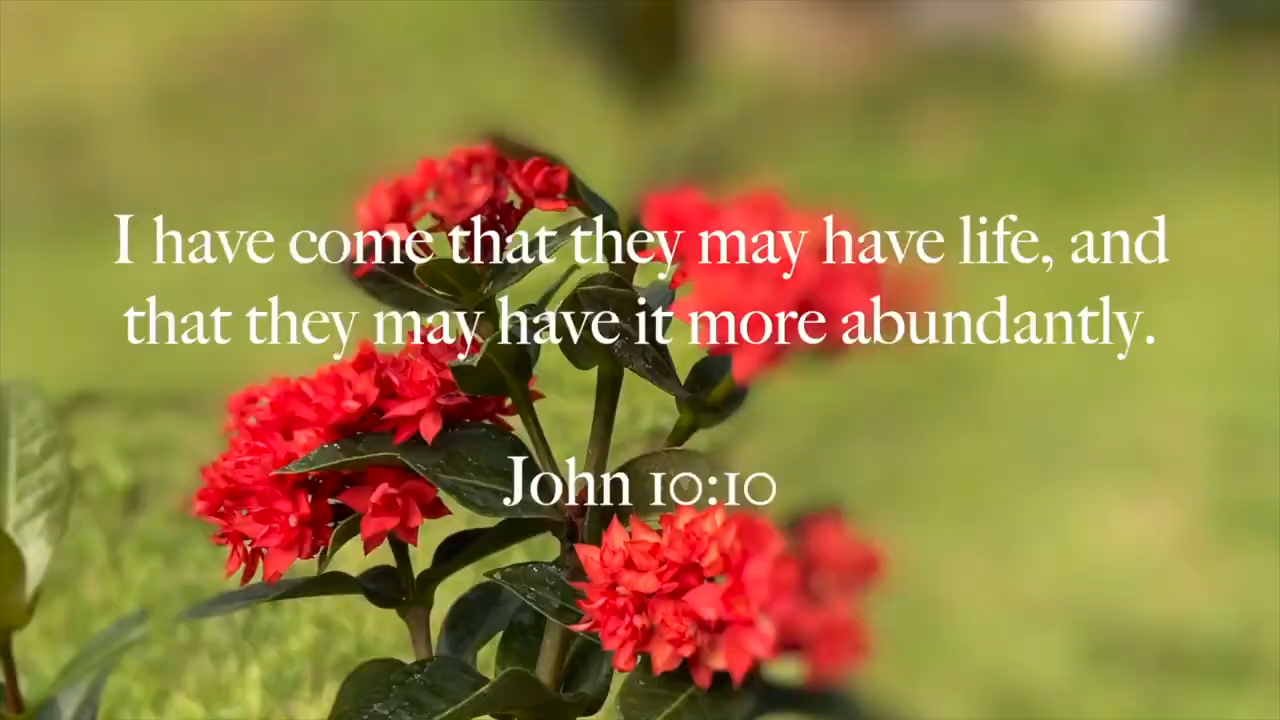 I have come that they may have life, and
that they may have it more abundantly.
John 10:10